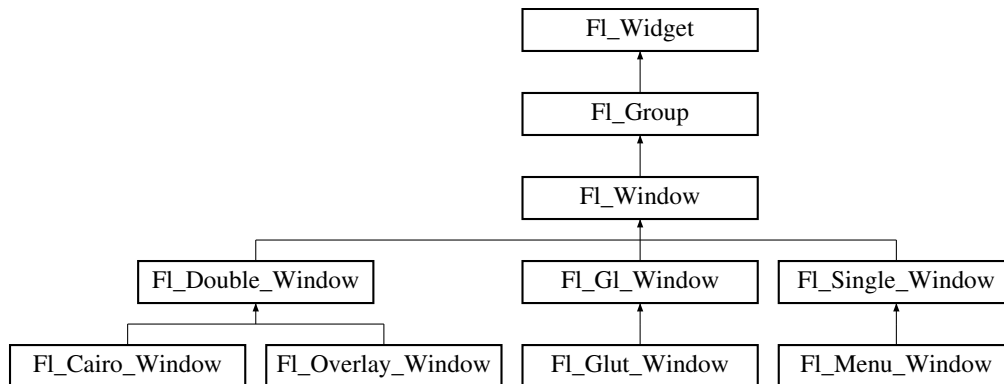 Fl_Widget
Fl_Group
Fl_Window
Fl_Double_Window
Fl_Gl_Window
Fl_Single_Window
Fl_Cairo_Window
Fl_Overlay_Window
Fl_Glut_Window
Fl_Menu_Window